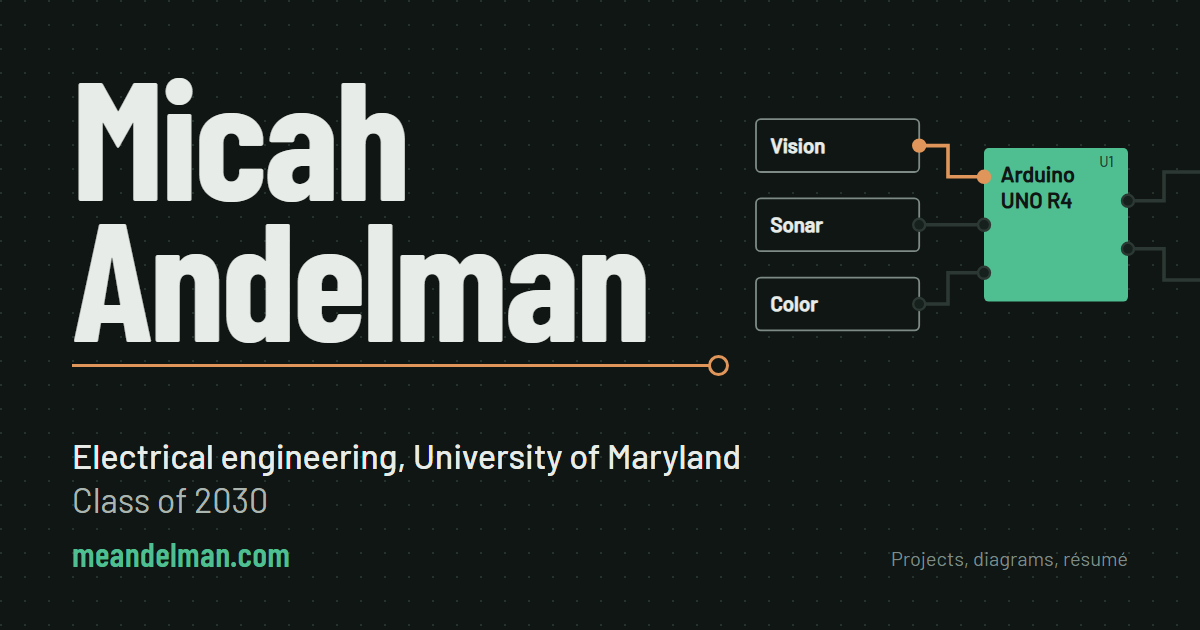 Micah
Andelman
Vision
Sonar
Color
U1
Arduino
UNO R4
Electrical engineering, University of Maryland
Class of 2030
meandelman.com
Projects, diagrams, résumé